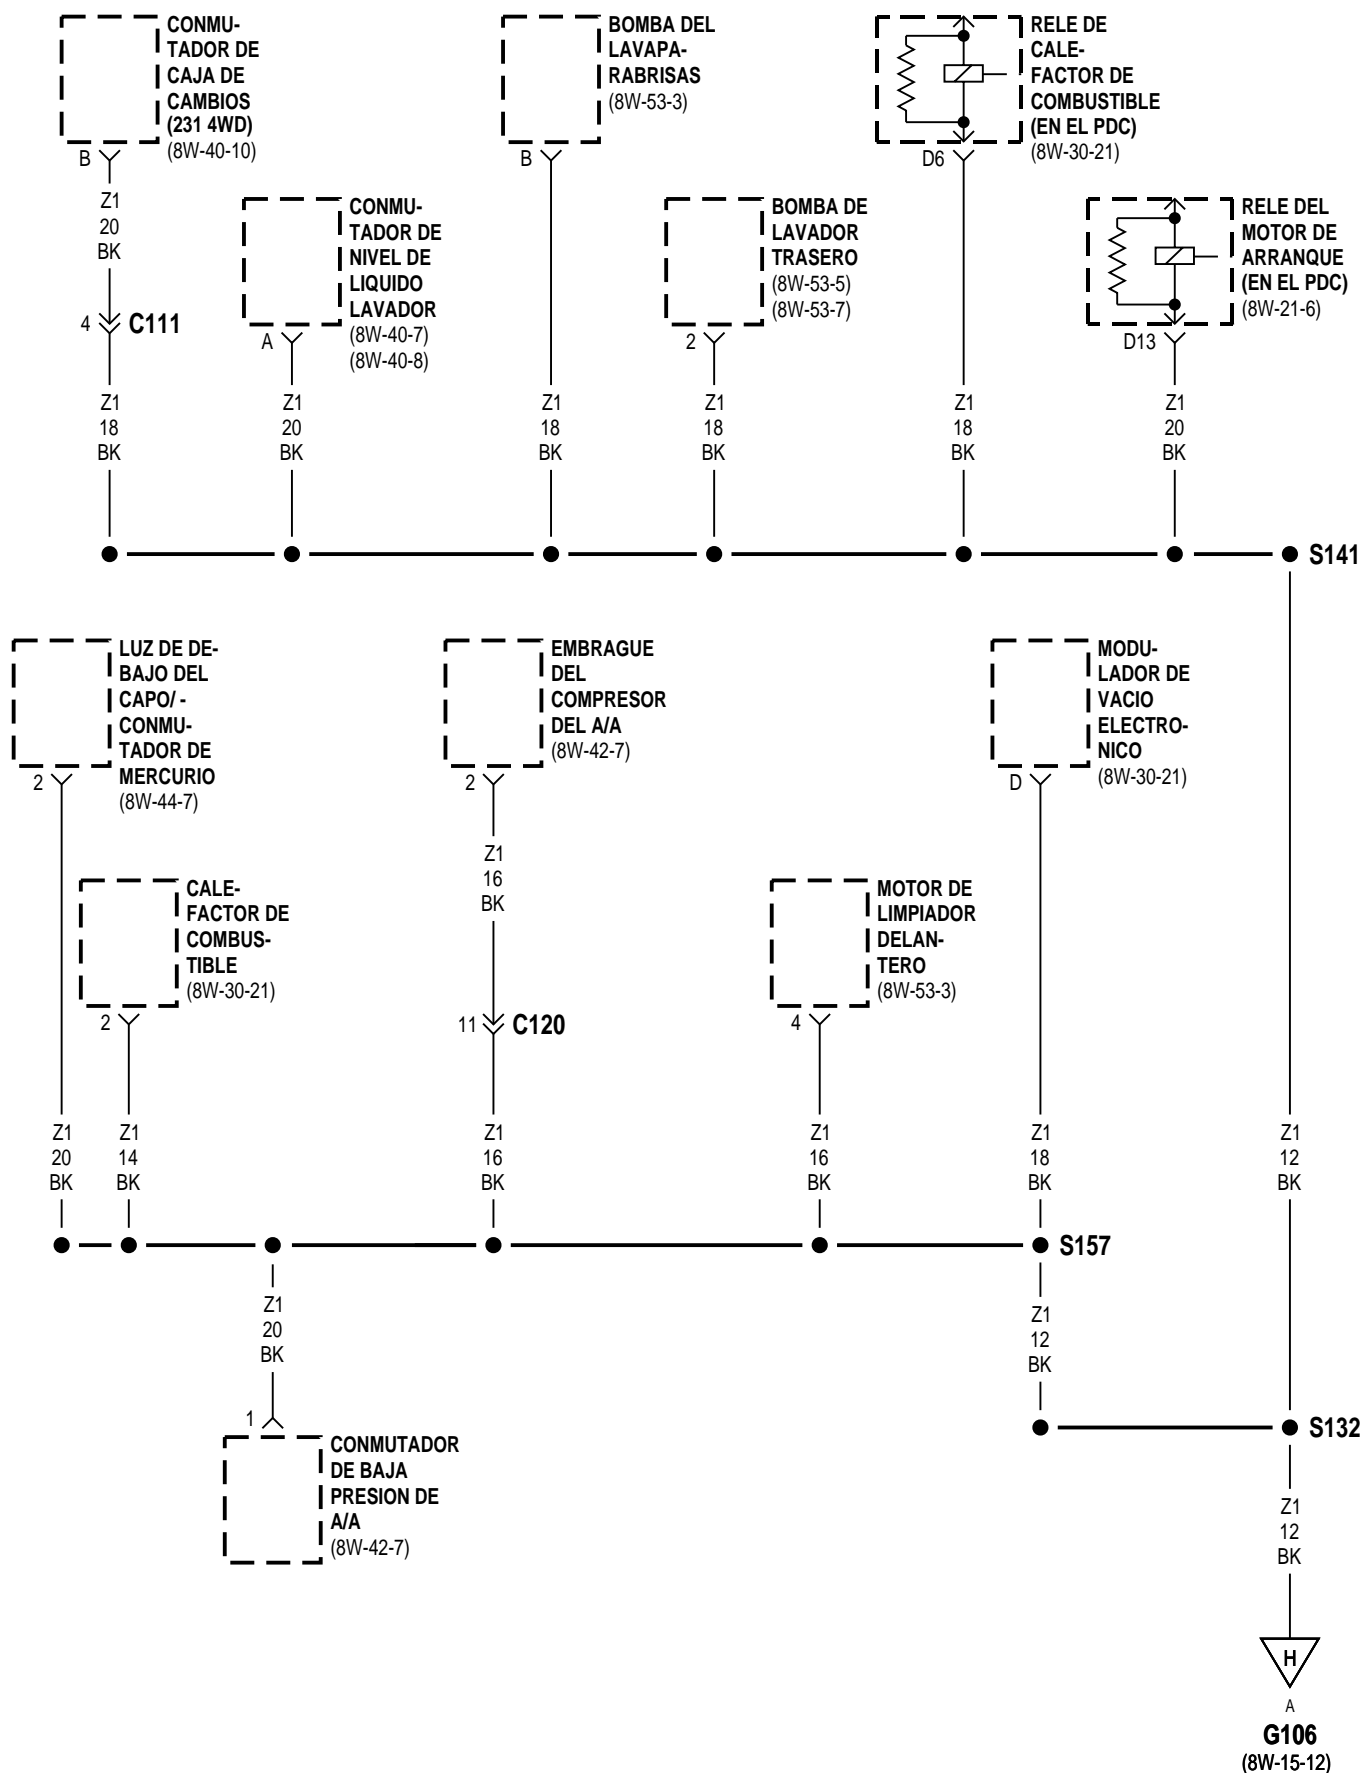 CONMU-
TADOR DE
CAJA DE
CAMBIOS
(231 4WD)
(8W-40-10)
B
Z1
20
BK
4
C111
Z1
18
BK
CONMU-
TADOR DE
NIVEL DE
LIQUIDO
LAVADOR
(8W-40-7)
(8W-40-8)
A
Z1
20
BK
BOMBA DEL
LAVAPA-
RABRISAS
(8W-53-3)
B
Z1
18
BK
BOMBA DE
LAVADOR
TRASERO
(8W-53-5)
(8W-53-7)
2
Z1
18
BK
RELE DE
CALE-
FACTOR DE
COMBUSTIBLE
(EN EL PDC)
(8W-30-21)
D6
Z1
18
BK
RELE DEL
MOTOR DE
ARRANQUE
(EN EL PDC)
(8W-21-6)
D13
Z1
20
BK
S141
LUZ DE DE-
BAJO DEL
CAPO/ -
CONMU-
TADOR DE
MERCURIO
(8W-44-7)
2
Z1
20
BK
CALE-
FACTOR DE
COMBUS-
TIBLE
(8W-30-21)
2
Z1
14
BK
EMBRAGUE
DEL
COMPRESOR
DEL A/A
(8W-42-7)
2
Z1
16
BK
11
C120
Z1
16
BK
MOTOR DE
LIMPIADOR
DELAN-
TERO
(8W-53-3)
4
Z1
16
BK
MODU-
LADOR DE
VACIO
ELECTRO-
NICO
(8W-30-21)
D
Z1
18
BK
Z1
12
BK
S157
Z1
20
BK
1
CONMUTADOR
DE BAJA
PRESION DE
A/A
(8W-42-7)
Z1
12
BK
S132
Z1
12
BK
H
A
G106
(8W-15-12)